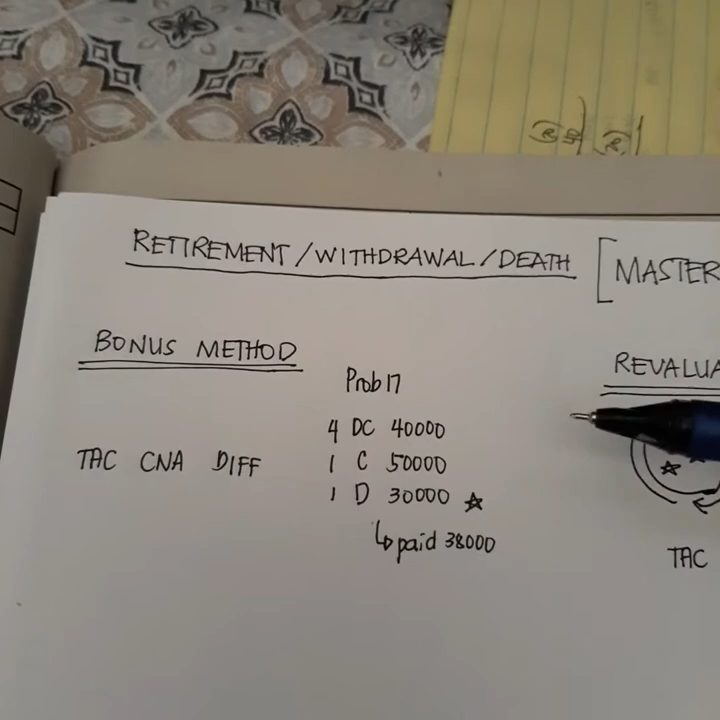 RETIREMENT/WITHDRAWAL/DEATH [MASTER
BONUS METHOD
Prob 17
4 DC 40000
1 C 50000
1 D 30000 ☆
↳ paid 38000
TAC CNA DIFF
REVALUA
TAC